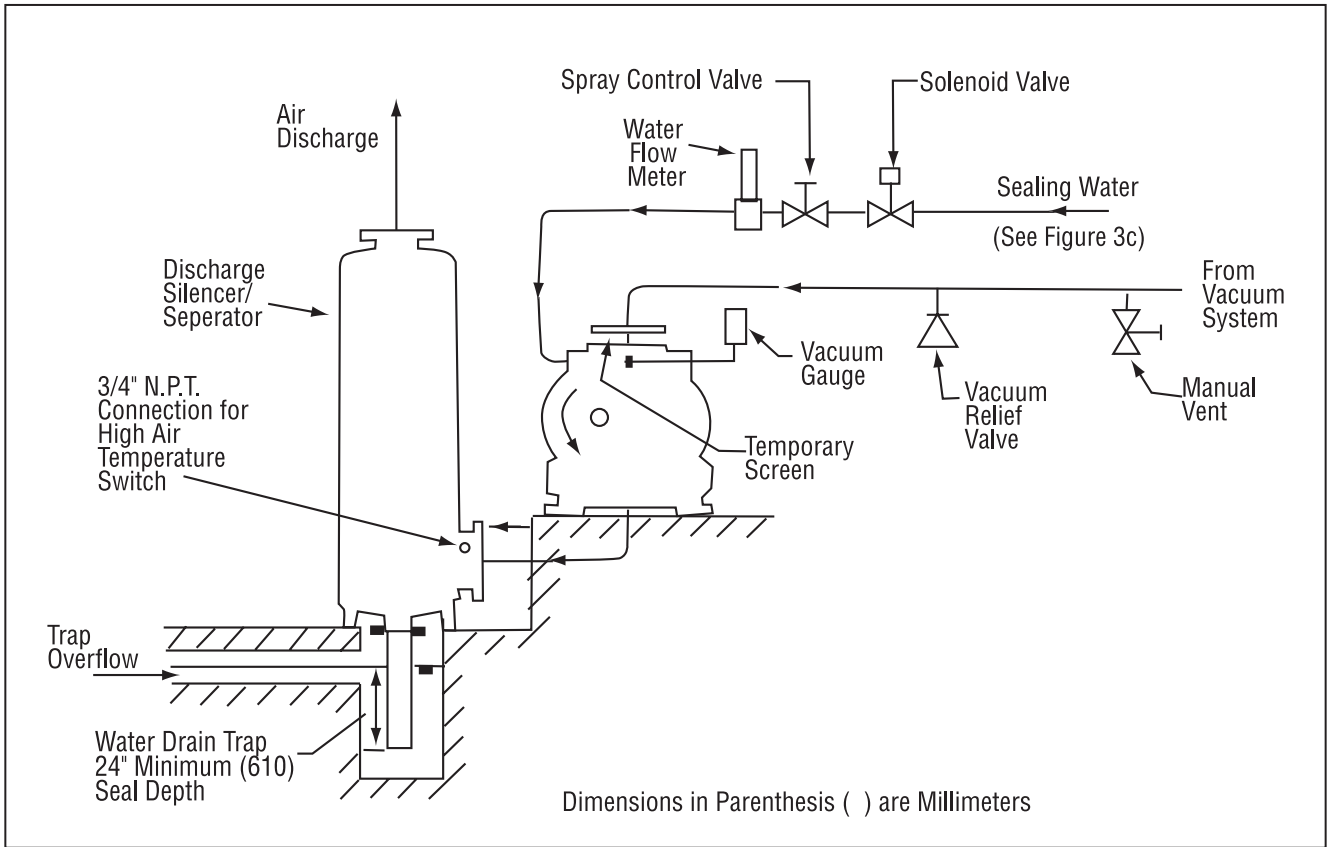 Spray Control Valve
Solenoid Valve
Air
Discharge
Water
Flow
Meter
Sealing Water
(See Figure 3c)
Discharge
Silencer/
Seperator
From
Vacuum
System
Vacuum
Gauge
3/4" N.P.T.
Connection for
High Air
Temperature
Switch
Vacuum
Relief
Valve
Manual
Vent
Temporary
Screen
Trap
Overflow
Water Drain Trap
24" Minimum (610)
Seal Depth
Dimensions in Parenthesis ( ) are Millimeters